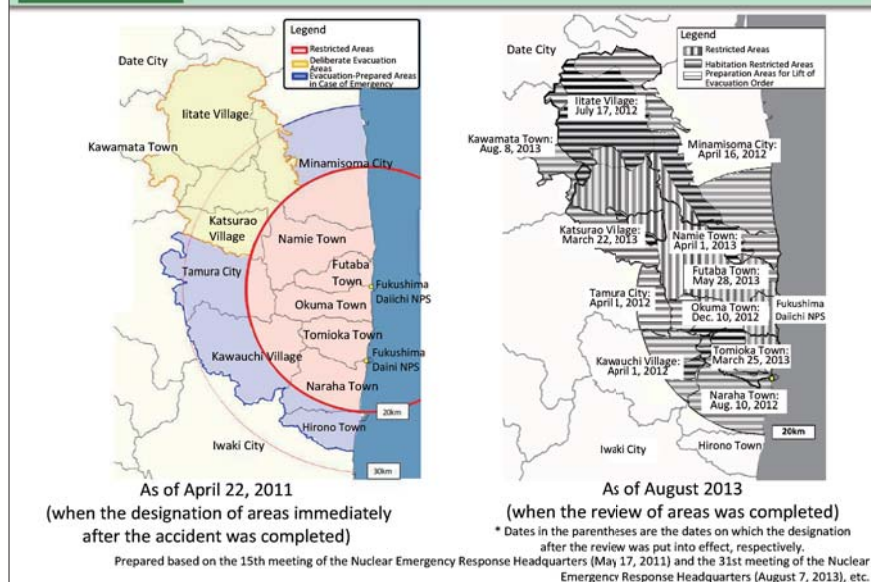 Legend
Restricted Areas
Deliberate Evacuation
Areas
Evacuation-Prepared Areas
in Case of Emergency
Date City
Iitate Village
Kawamata Town
Minamisoma City
Katsurao
Village
Namie Town
Tamura City
Futaba
Town
Fukushima
Daiichi NPS
Okuma Town
Tomioka Town
Kawauchi Village
Fukushima
Daini NPS
Naraha Town
20km
Hirono Town
Iwaki City
30km
As of April 22, 2011
(when the designation of areas immediately
after the accident was completed)
Legend
Restricted Areas
Habitation Restricted Areas
Preparation Areas for Lift of
Evacuation Order
Date City
Iitate Village:
July 17, 2012
Kawamata Town:
Aug. 8, 2013
Minamisoma City:
April 16, 2012
Katsurao Village:
March 22, 2013
Namie Town:
April 1, 2013
Futaba Town:
May 28, 2013
Tamura City:
April 1, 2012
Okuma Town:
Dec. 10, 2012
Fukushima
Daiichi NPS
Tomioka Town:
March 25, 2013
Kawauchi Village:
April 1, 2012
Naraha Town:
Aug. 10, 2012
20km
Iwaki City
Hirono Town
As of August 2013
(when the review of areas was completed)
* Dates in the parentheses are the dates on which the designation
after the review was put into effect, respectively.
Prepared based on the 15th meeting of the Nuclear Emergency Response Headquarters (May 17, 2011) and the 31st meeting of the Nuclear
Emergency Response Headquarters (August 7, 2013), etc.